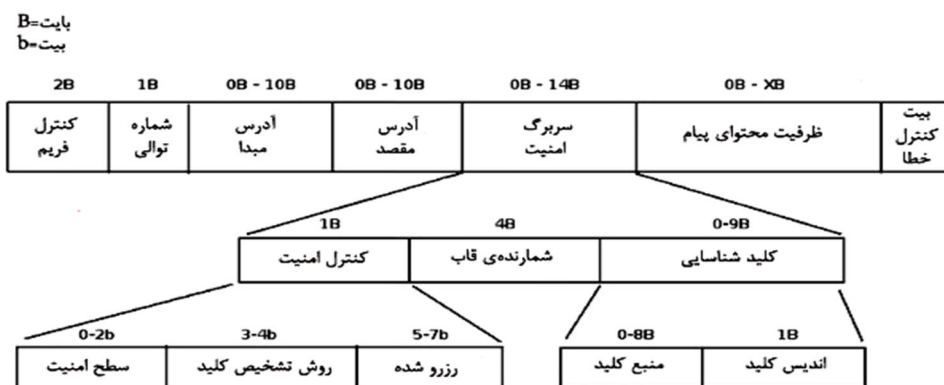 B=بایت
b=بیت
2B 1B 0B - 10B 0B - 10B 0B - 14B 0B - XB
کنترل فریم
شماره توالی
آدرس مبدا
آدرس مقصد
سربرگ امنیت
ظرفیت محتوای پیام
بیت کنترل خطا
1B 4B 0-9B
کنترل امنیت
شمارنده‌ی قاب
کلید شناسایی
0-2b 3-4b 5-7b 0-8B 1B
سطح امنیت
روش تشخیص کلید
رزرو شده
منبع کلید
اندیس کلید